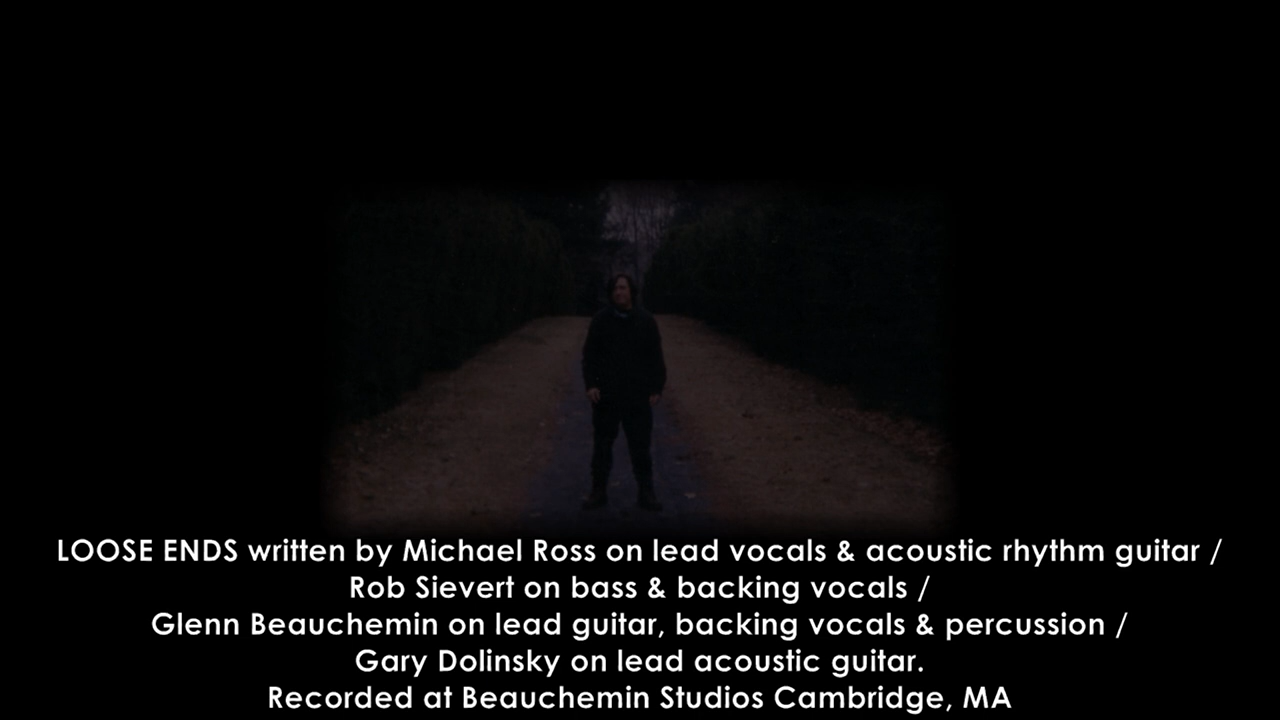 LOOSE ENDS written by Michael Ross on lead vocals & acoustic rhythm guitar /
Rob Sievert on bass & backing vocals /
Glenn Beauchemin on lead guitar, backing vocals & percussion /
Gary Dolinsky on lead acoustic guitar.
Recorded at Beauchemin Studios Cambridge, MA